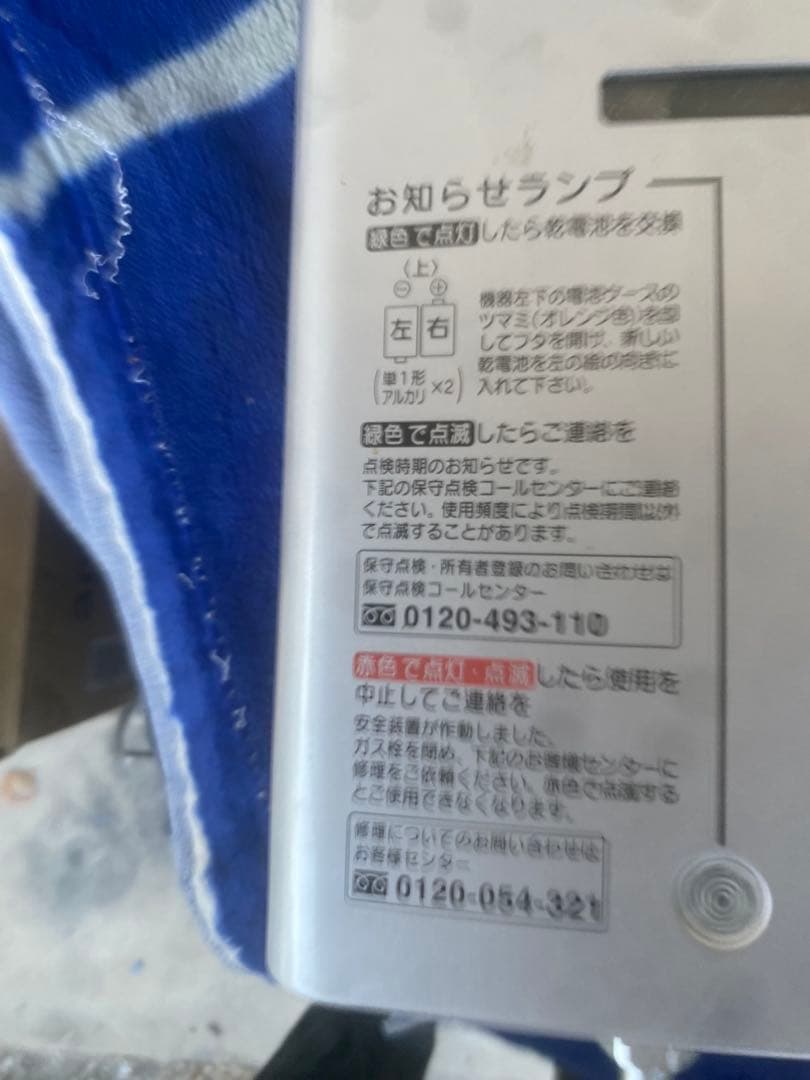 お知らせランプ
緑色で点灯したら乾電池を交換
〈上〉
⊖ ⊕
左 右
(単1形アルカリ×2)
機器左下の電池ケースの
ツマミ(オレンジ色)を押
してフタを開け、新しい
乾電池を左の絵の向きに
入れて下さい。
緑色で点滅したらご連絡を
点検時期のお知らせです。
下記の保守点検コールセンターにご連絡
ください。使用頻度により点検期間以外
で点滅することがあります。
保守点検・所有者登録のお問い合わせは
保守点検コールセンター
0120-493-110
赤色で点灯・点滅したら使用を
中止してご連絡を
安全装置が作動しました。
ガス栓を閉め、下記のお客様センターに
修理をご依頼ください。赤色で点滅する
とご使用できなくなります。
修理についてのお問い合わせは
お客様センター
0120-054-321